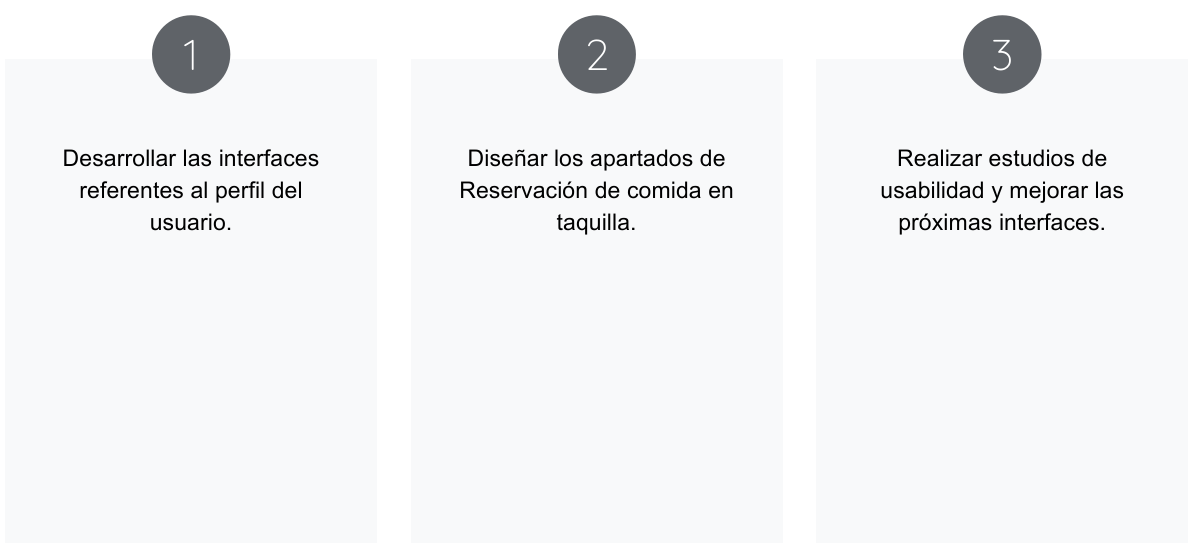 1
Desarrollar las interfaces
referentes al perfil del
usuario.
2
Diseñar los apartados de
Reservación de comida en
taquilla.
3
Realizar estudios de
usabilidad y mejorar las
próximas interfaces.